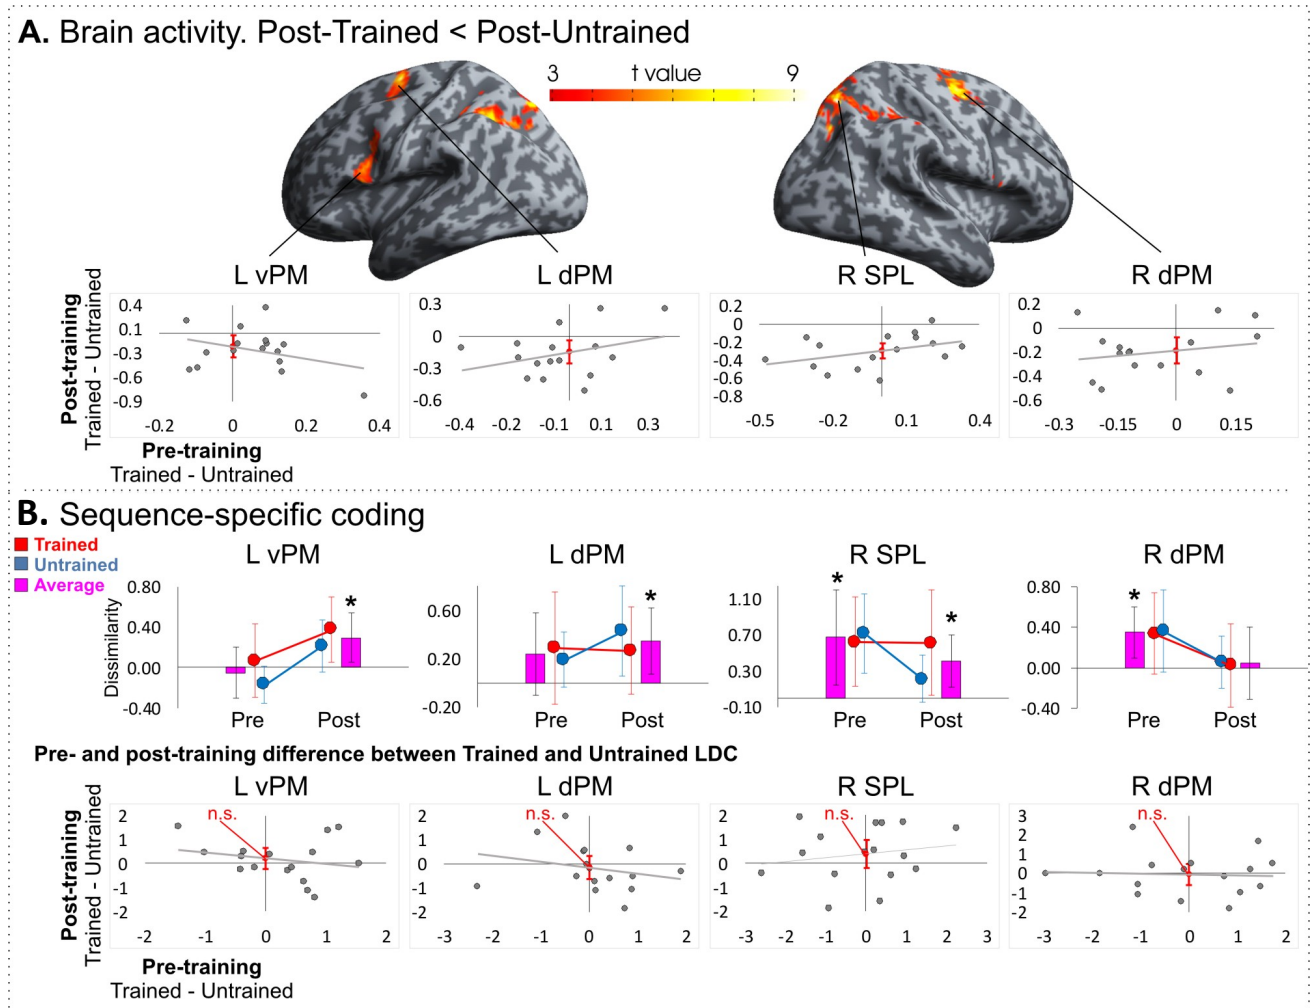 A. Brain activity. Post-Trained < Post-Untrained
3 t value 9
L vPM L dPM R SPL R dPM
Post-training
Trained - Untrained
0.4
0.1
-0.3
-0.6
-0.9
-0.2 0 0.2 0.4
0.3
0
-0.3
-0.6
-0.4 -0.2 -0.1 0.1 0.3
0.2
0
-0.2
-0.4
-0.6
-0.8
-0.5 -0.2 0.1 0.4
0.2
0
-0.2
-0.4
-0.6
-0.3 -0.15 0 0.15
Pre-training
Trained - Untrained
B. Sequence-specific coding
Trained
Untrained
Average
L vPM L dPM R SPL R dPM
Dissimilarity
0.80
0.40
0.00
-0.40
*
Pre Post
0.60
0.20
-0.20
*
Pre Post
1.10
0.70
0.30
-0.10
* *
Pre Post
0.80
0.40
0.00
-0.40
*
Pre Post
Pre- and post-training difference between Trained and Untrained LDC
L vPM L dPM R SPL R dPM
Post-training
Trained - Untrained
n.s.
2
1
0
-1
-2
-2 -1 0 1 2
n.s.
2
1
0
-1
-2
-3 -2 -1 0 1 2
n.s.
2
1
0
-1
-2
-3 -2 -1 0 1 2 3
n.s.
3
2
1
0
-1
-2
-3 -2 -1 0 1 2
Pre-training
Trained - Untrained